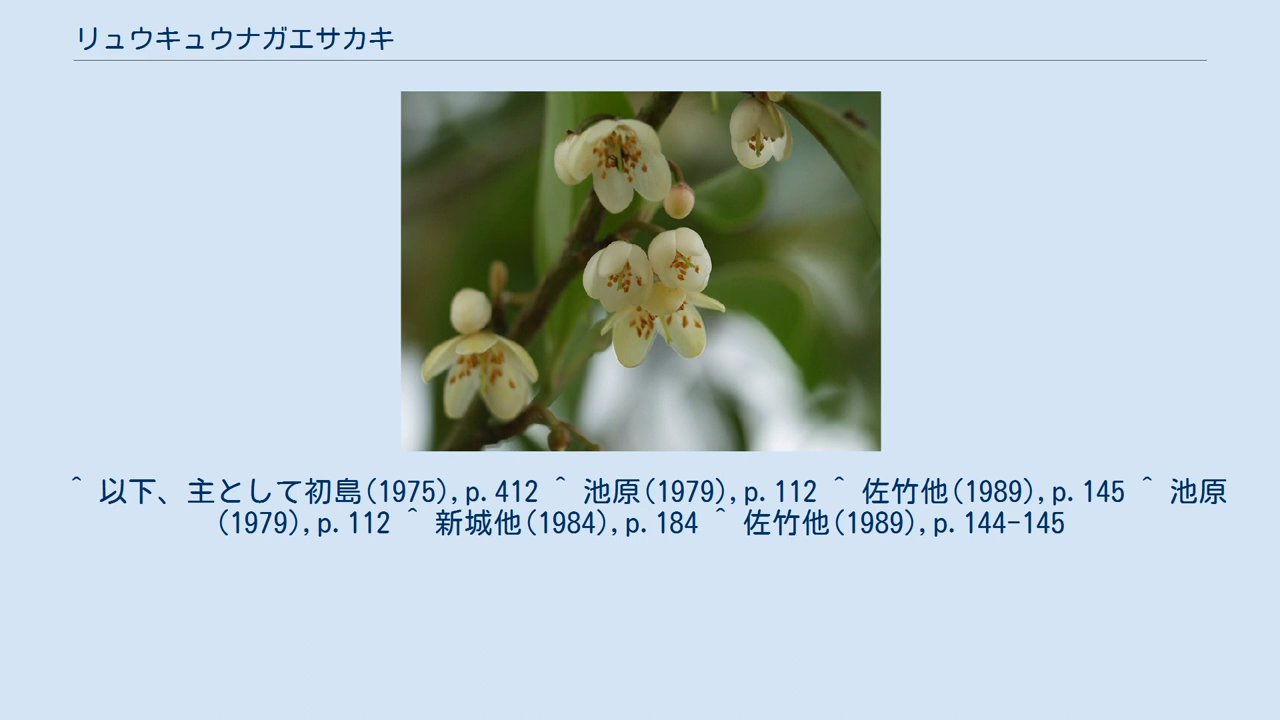 リュウキュウナガエサカキ
^ 以下、主として初島(1975),p.412 ^ 池原(1979),p.112 ^ 佐竹他(1989),p.145 ^ 池原
(1979),p.112 ^ 新城他(1984),p.184 ^ 佐竹他(1989),p.144-145